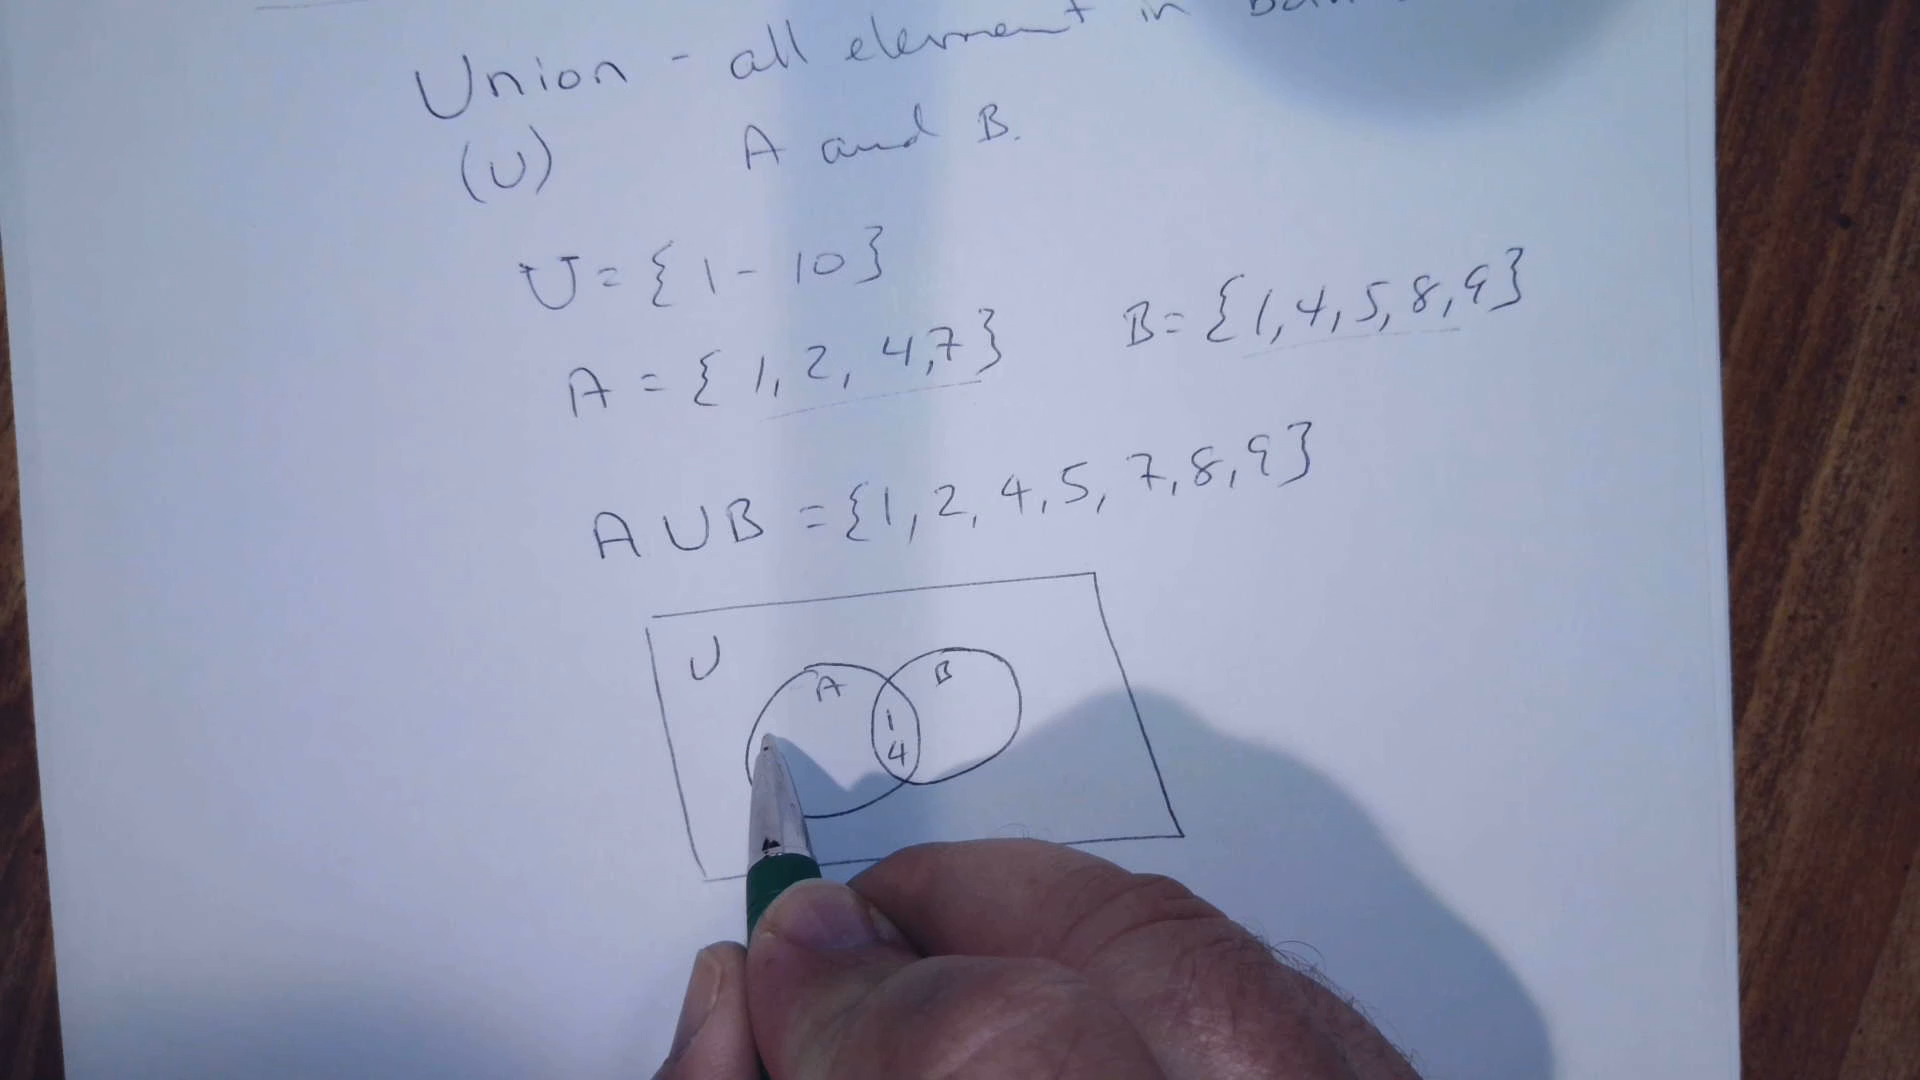 Union - all element in
(U) A and B.
U = { 1 - 10 }
A = { 1, 2, 4, 7 } B = { 1, 4, 5, 8, 9 }
A U B = { 1, 2, 4, 5, 7, 8, 9 }
U
A B
1
4